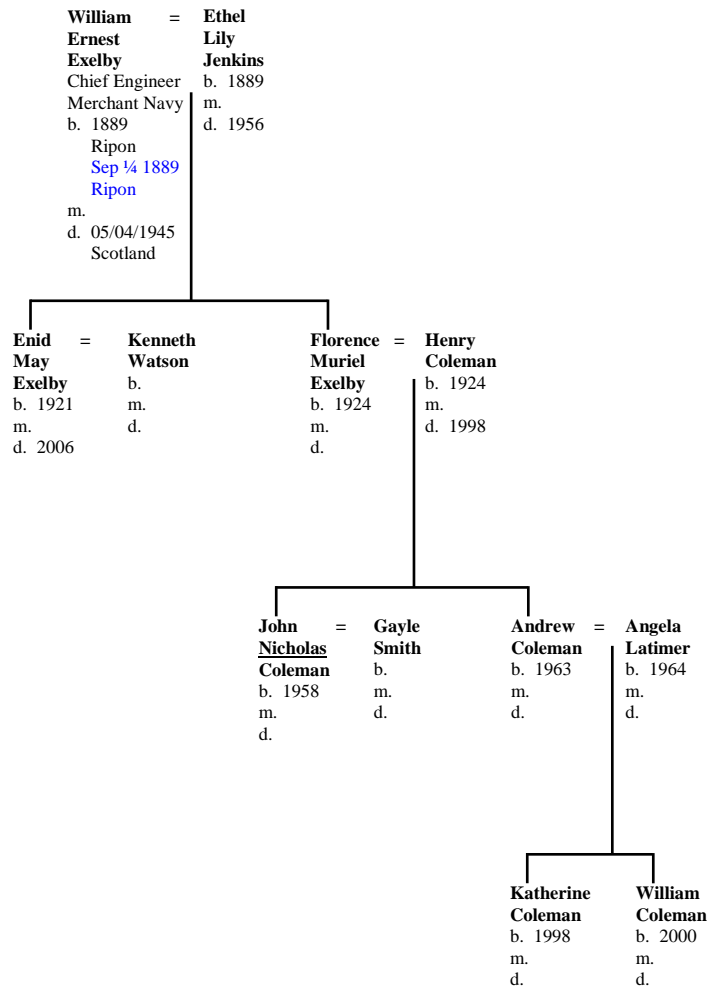 William = Ethel
Ernest Lily
Exelby Jenkins
Chief Engineer b. 1889
Merchant Navy m.
b. 1889 d. 1956
Ripon
Sep ¼ 1889
Ripon
m.
d. 05/04/1945
Scotland
Enid = Kenneth Florence = Henry
May Watson Muriel Coleman
Exelby b. Exelby b. 1924
b. 1921 m. b. 1924 m.
m. d. m. d. 1998
d. 2006 d.
John = Gayle Andrew = Angela
Nicholas Smith Coleman Latimer
Coleman b. b. 1963 b. 1964
b. 1958 m. m. m.
m. d. d. d.
d.
Katherine William
Coleman Coleman
b. 1998 b. 2000
m. m.
d. d.